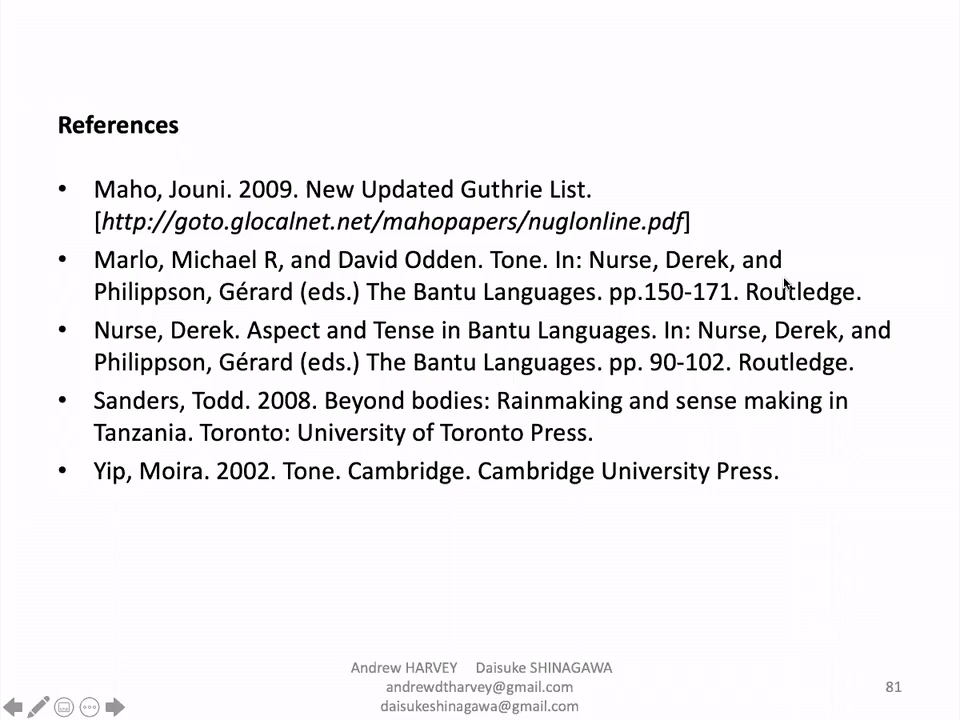 References
• Maho, Jouni. 2009. New Updated Guthrie List.
[http://goto.glocalnet.net/mahopapers/nuglonline.pdf]
• Marlo, Michael R, and David Odden. Tone. In: Nurse, Derek, and
Philippson, Gérard (eds.) The Bantu Languages. pp.150-171. Routledge.
• Nurse, Derek. Aspect and Tense in Bantu Languages. In: Nurse, Derek, and
Philippson, Gérard (eds.) The Bantu Languages. pp. 90-102. Routledge.
• Sanders, Todd. 2008. Beyond bodies: Rainmaking and sense making in
Tanzania. Toronto: University of Toronto Press.
• Yip, Moira. 2002. Tone. Cambridge. Cambridge University Press.
Andrew HARVEY Daisuke SHINAGAWA
andrewdtharvey@gmail.com
daisukeshinagawa@gmail.com
81